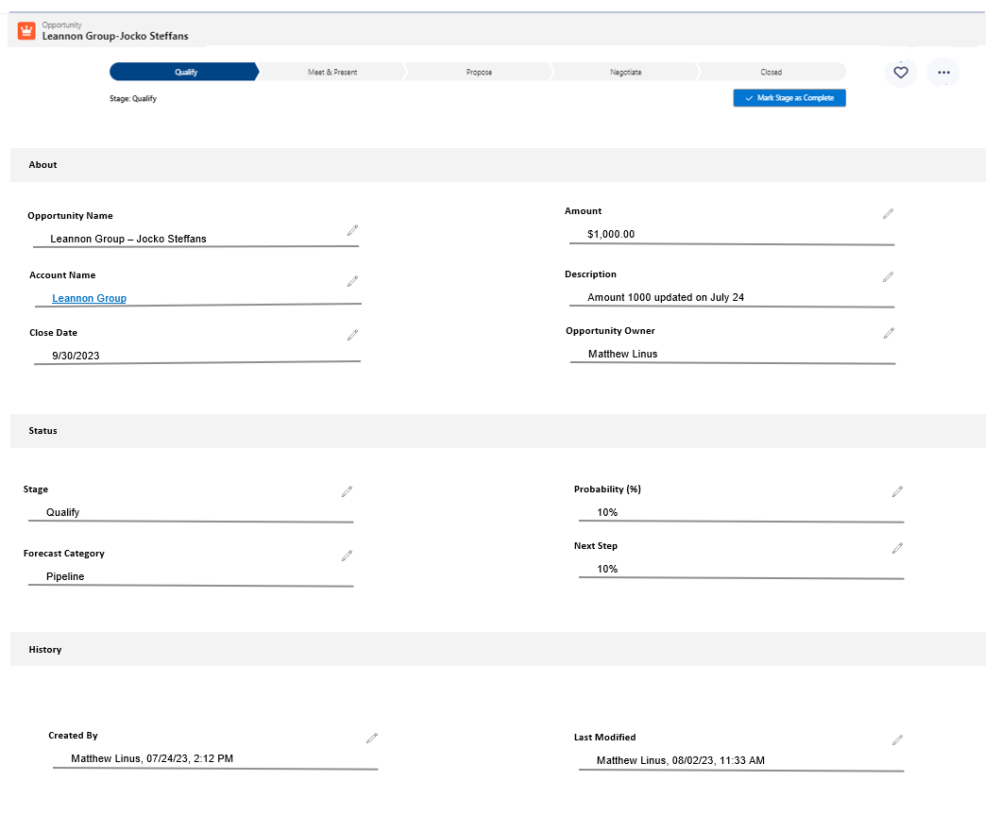 Opportunity
Leannon Group-Jocko Steffans
Qualify
Meet & Present
Propose
Negotiate
Closed
Stage: Qualify
Mark Stage as Complete
About
Opportunity Name
Leannon Group – Jocko Steffans
Amount
$1,000.00
Account Name
Leannon Group
Description
Amount 1000 updated on July 24
Close Date
9/30/2023
Opportunity Owner
Matthew Linus
Status
Stage
Qualify
Probability (%)
10%
Forecast Category
Pipeline
Next Step
10%
History
Created By
Matthew Linus, 07/24/23, 2:12 PM
Last Modified
Matthew Linus, 08/02/23, 11:33 AM